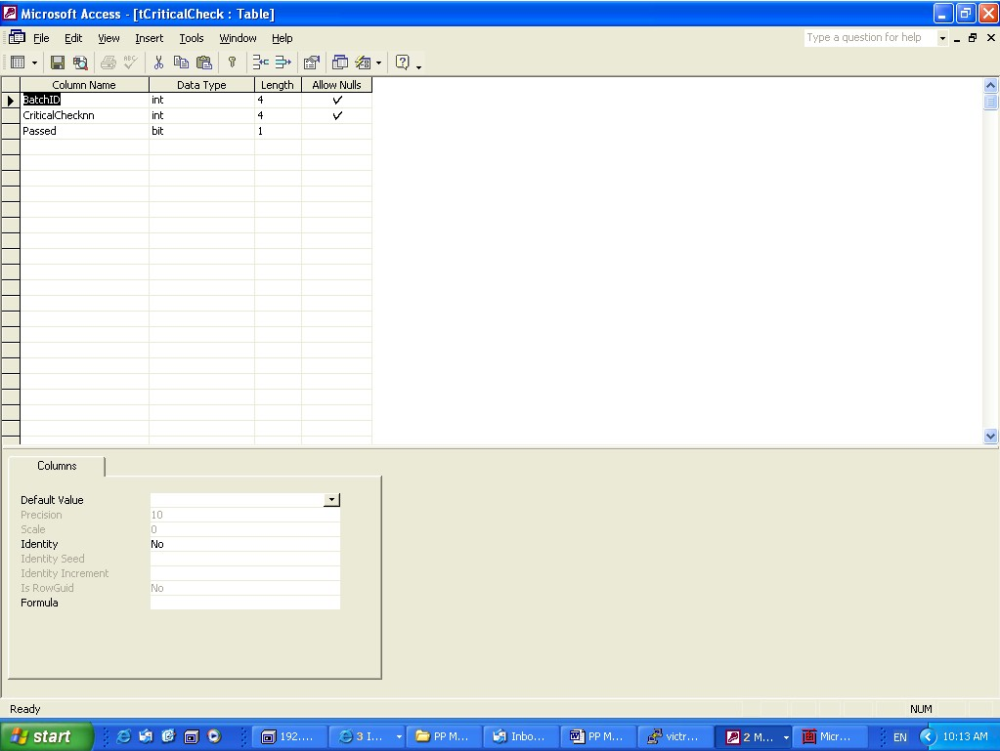 Microsoft Access - [tCriticalCheck : Table]
File Edit View Insert Tools Window Help
Type a question for help
Column Name Data Type Length Allow Nulls
BatchID int 4
CriticalChecknn int 4
Passed bit 1
Columns
Default Value
Precision 10
Scale 0
Identity No
Identity Seed
Identity Increment
Is RowGuid No
Formula
Ready NUM
start 192.... 3 I... PP M... Inbo... PP M... victr... 2 M... Micr... EN 10:13 AM